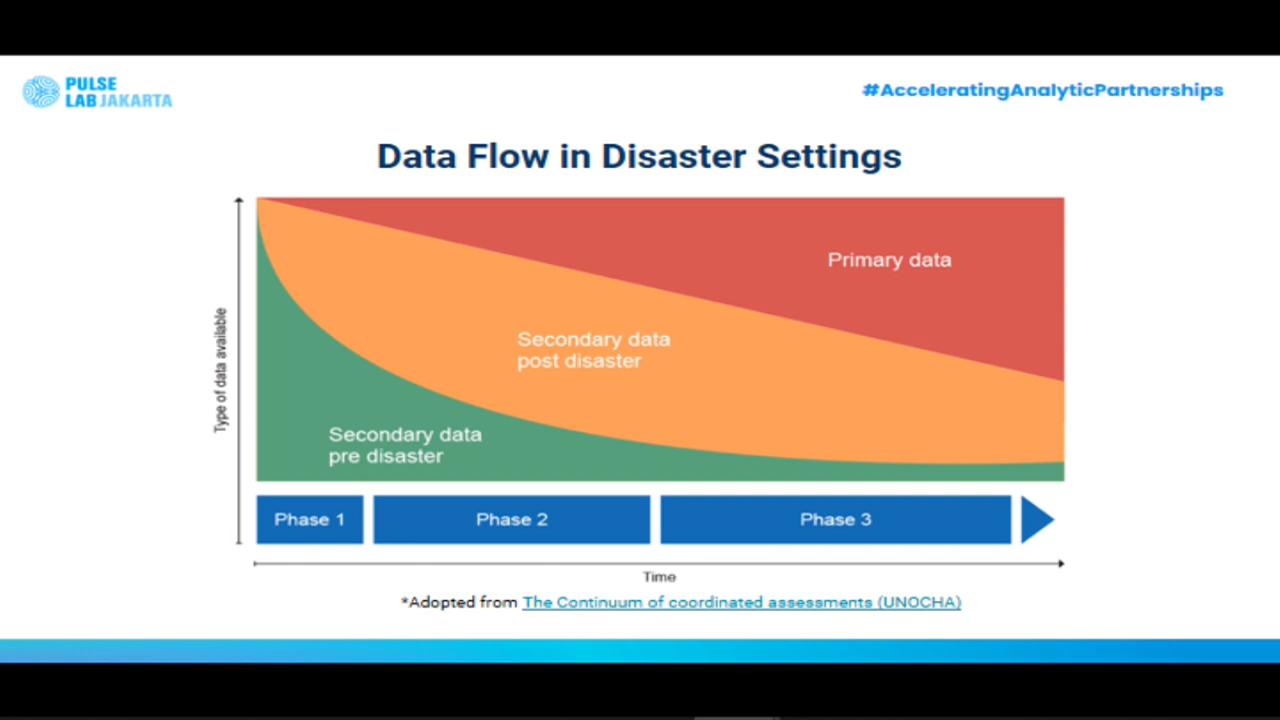 PULSE
LAB JAKARTA
#AcceleratingAnalyticPartnerships
Data Flow in Disaster Settings
Type of data available
Primary data
Secondary data
post disaster
Secondary data
pre disaster
Phase 1
Phase 2
Phase 3
Time
*Adopted from The Continuum of coordinated assessments (UNOCHA)